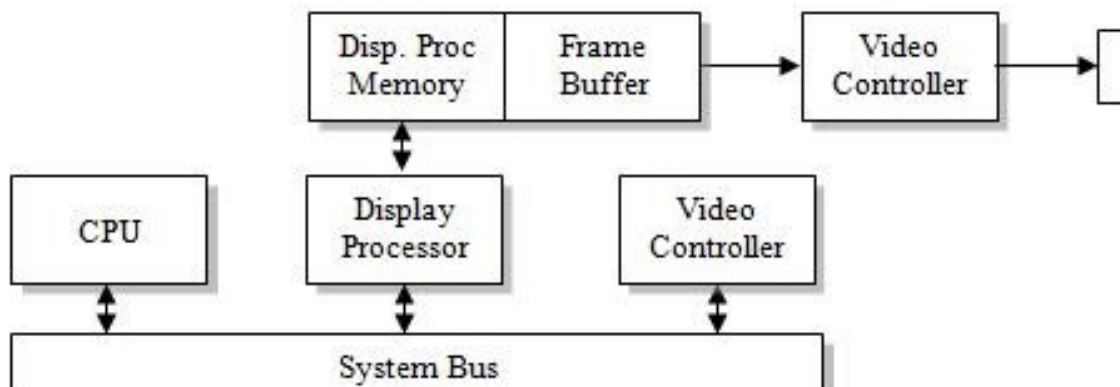 Disp. Proc
Memory
Frame
Buffer
Video
Controller
CPU
Display
Processor
Video
Controller
System Bus